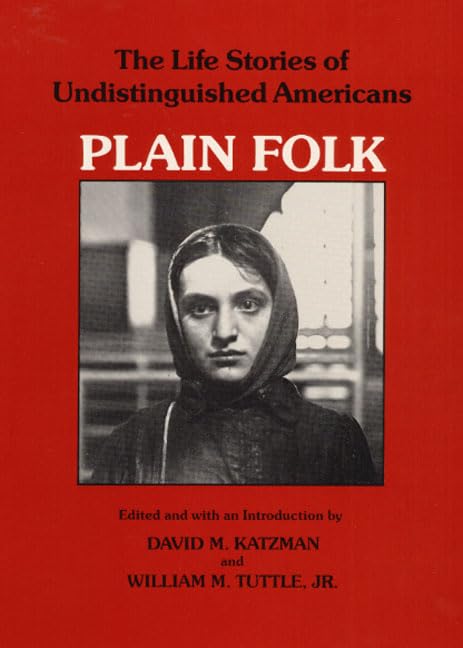 The Life Stories of
Undistinguished Americans
PLAIN FOLK
Edited and with an Introduction by
DAVID M. KATZMAN
and
WILLIAM M. TUTTLE, JR.